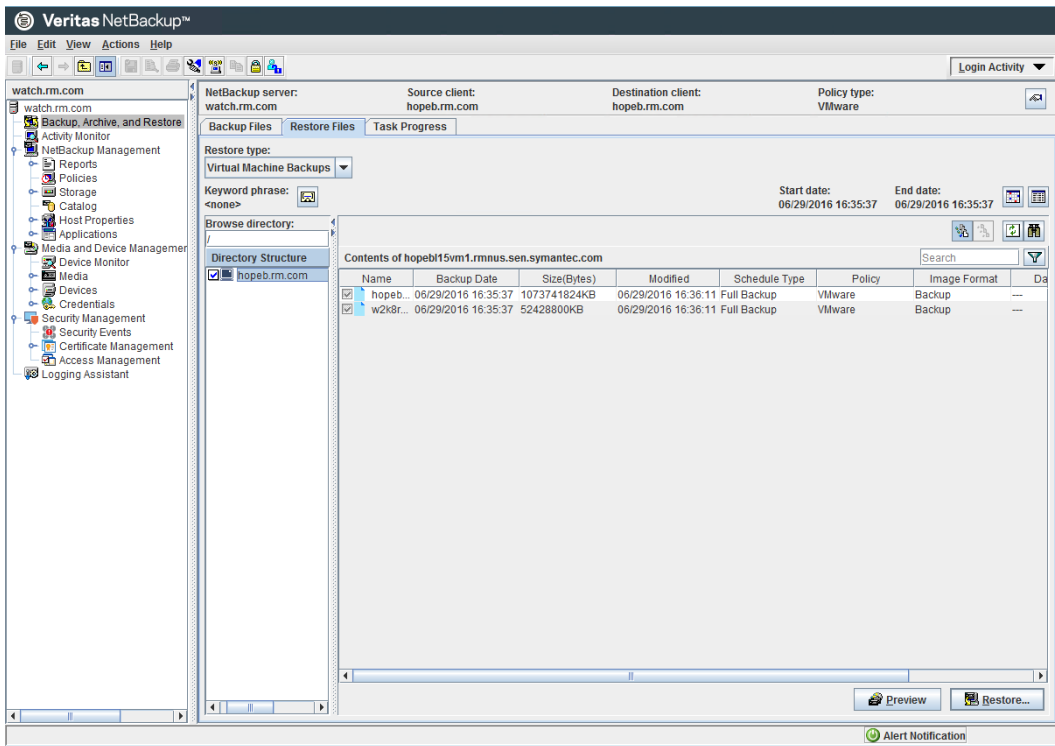 Veritas NetBackup™
File Edit View Actions Help
Login Activity
watch.rm.com
watch.rm.com
Backup, Archive, and Restore
Activity Monitor
NetBackup Management
Reports
Policies
Storage
Catalog
Host Properties
Applications
Media and Device Managemer
Device Monitor
Media
Devices
Credentials
Security Management
Security Events
Certificate Management
Access Management
Logging Assistant
NetBackup server: Source client: Destination client: Policy type:
watch.rm.com hopeb.rm.com hopeb.rm.com VMware
Backup Files Restore Files Task Progress
Restore type:
Virtual Machine Backups
Keyword phrase: Start date: End date:
<none> 06/29/2016 16:35:37 06/29/2016 16:35:37
Browse directory:
/
Directory Structure
hopeb.rm.com
Contents of hopebl15vm1.rmnus.sen.symantec.com Search
Name Backup Date Size(Bytes) Modified Schedule Type Policy Image Format Da
hopeb... 06/29/2016 16:35:37 1073741824KB 06/29/2016 16:36:11 Full Backup VMware Backup ---
w2k8r... 06/29/2016 16:35:37 52428800KB 06/29/2016 16:36:11 Full Backup VMware Backup ---
Preview Restore...
Alert Notification